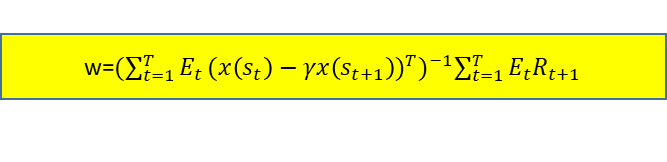 w=(∑_{t=1}^{T} E_t (x(s_t) − γx(s_{t+1}))^T)^{−1} ∑_{t=1}^{T} E_t R_{t+1}